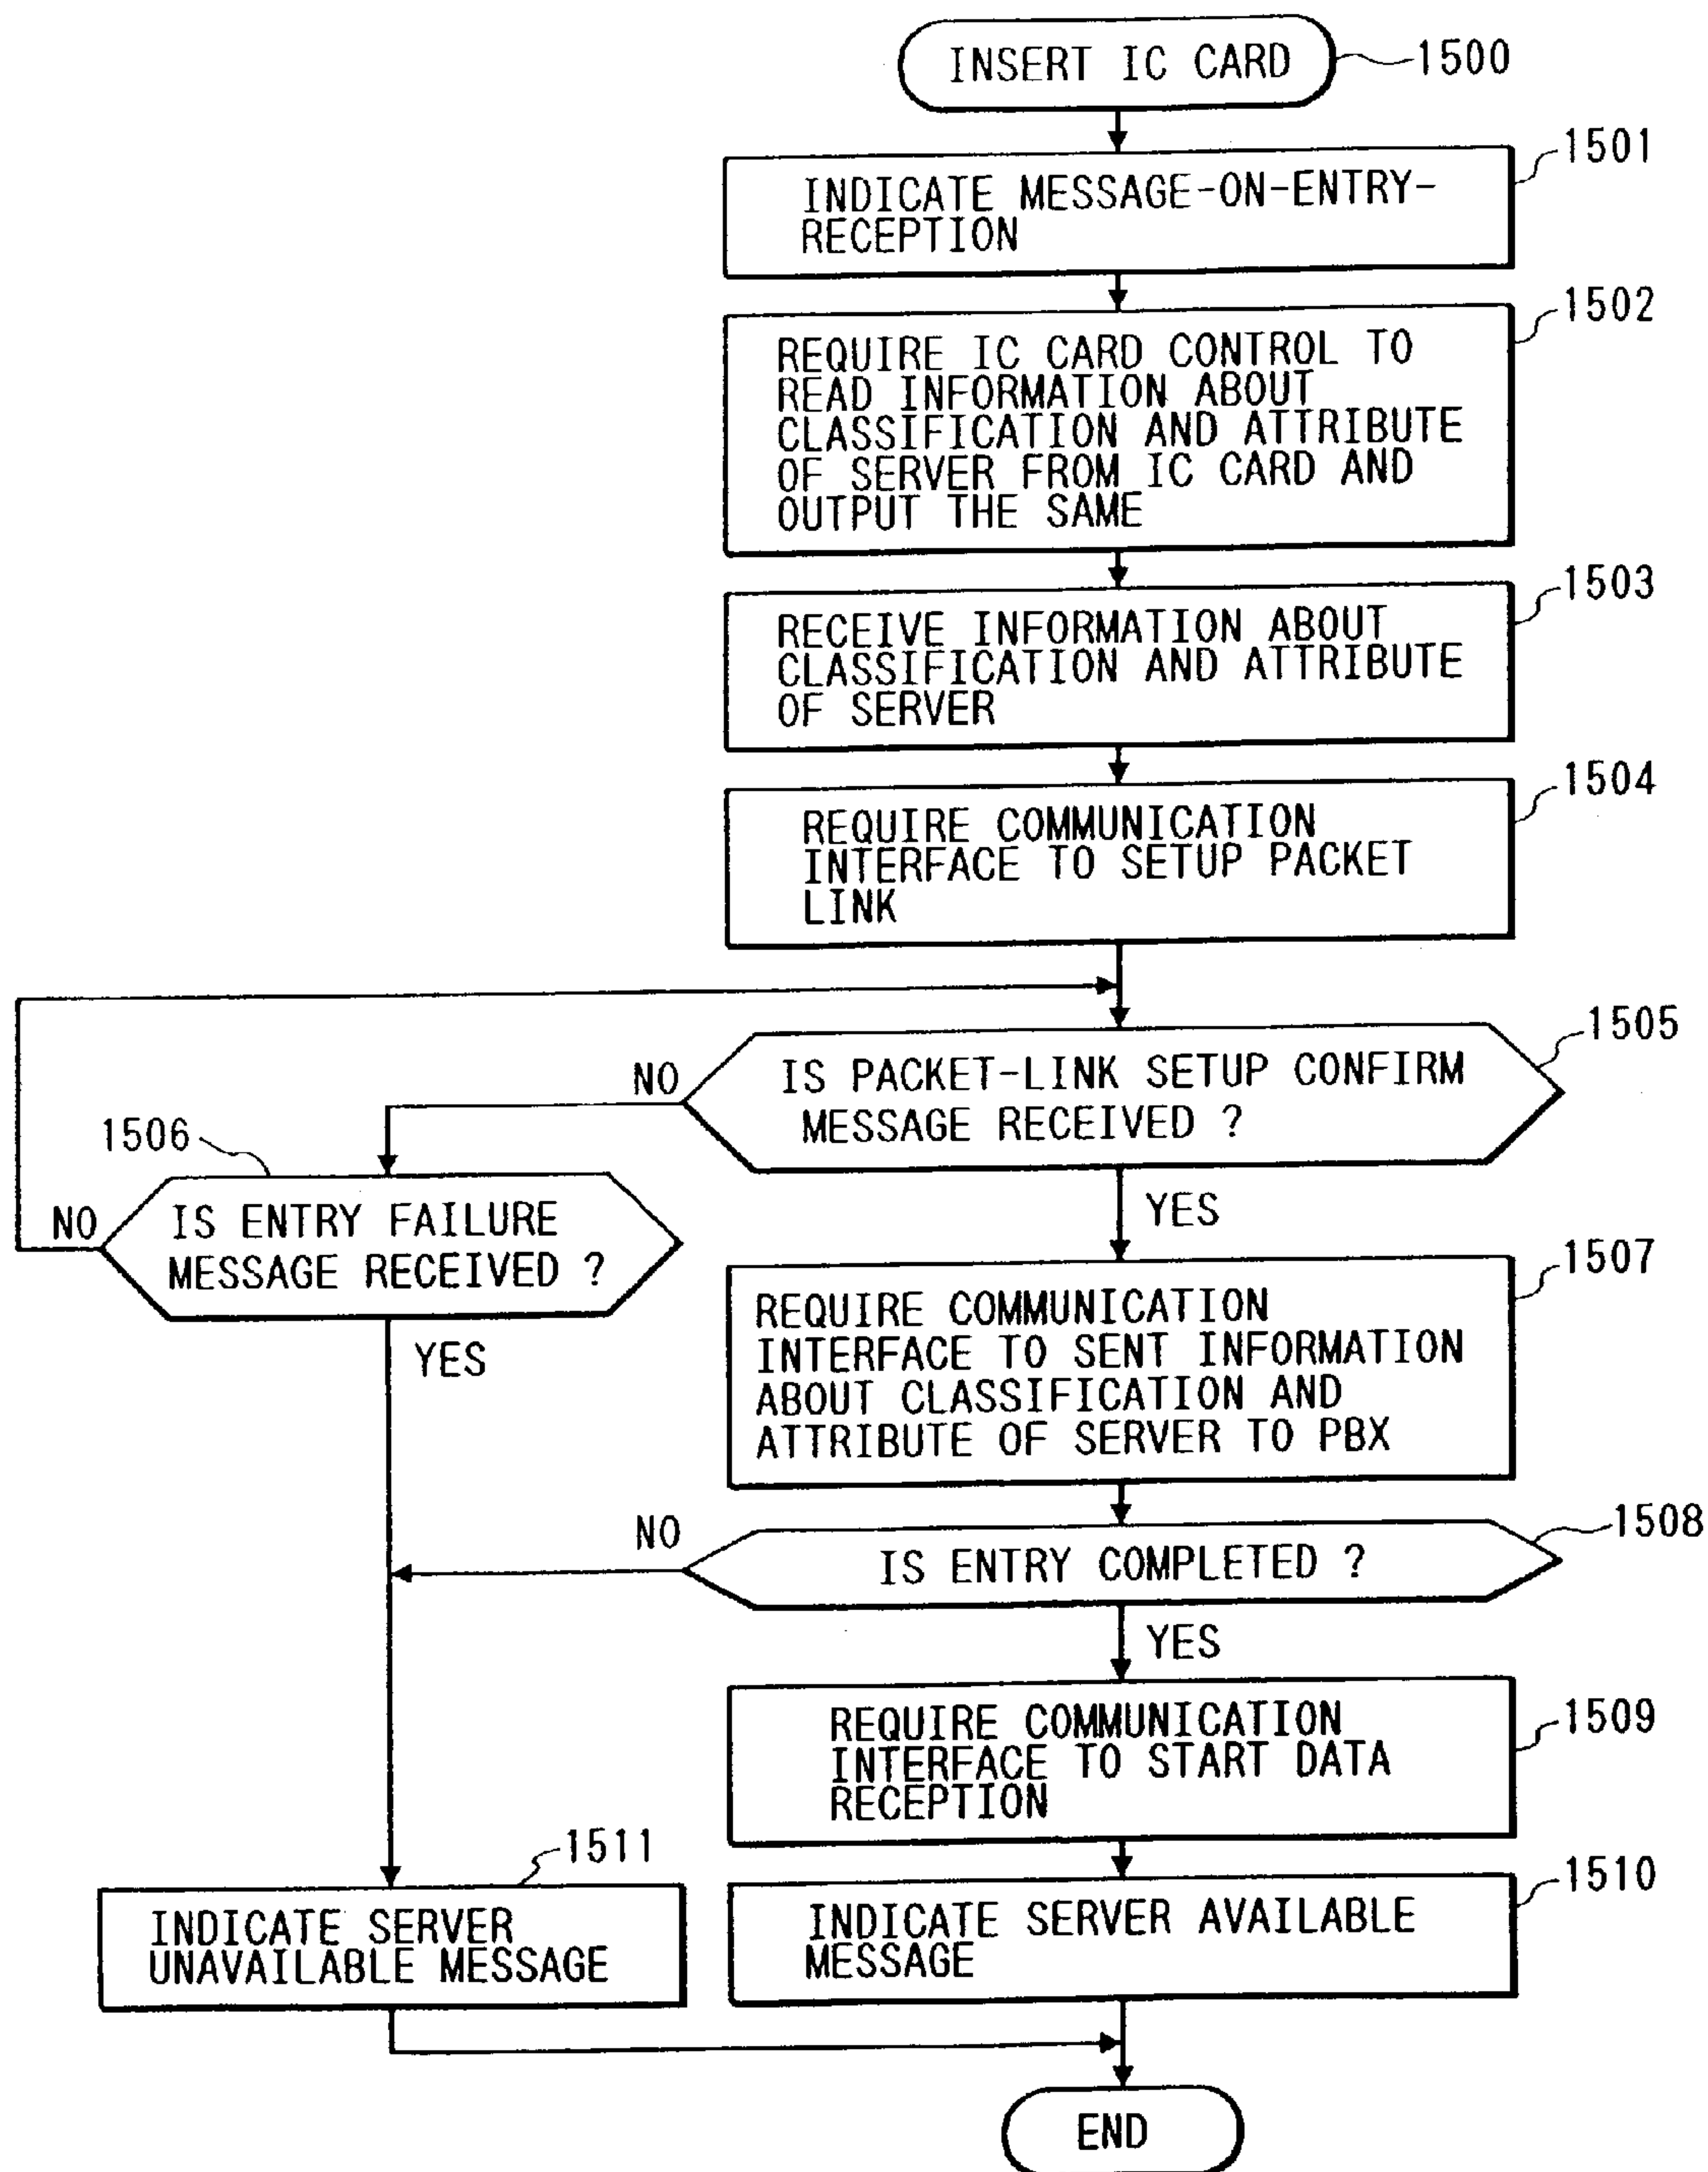 INSERT IC CARD
1500
1501
INDICATE MESSAGE-ON-ENTRY-
RECEPTION
1502
REQUIRE IC CARD CONTROL TO
READ INFORMATION ABOUT
CLASSIFICATION AND ATTRIBUTE
OF SERVER FROM IC CARD AND
OUTPUT THE SAME
1503
RECEIVE INFORMATION ABOUT
CLASSIFICATION AND ATTRIBUTE
OF SERVER
1504
REQUIRE COMMUNICATION
INTERFACE TO SETUP PACKET
LINK
1505
IS PACKET-LINK SETUP CONFIRM
MESSAGE RECEIVED ?
NO
YES
1506
IS ENTRY FAILURE
MESSAGE RECEIVED ?
NO
YES
1507
REQUIRE COMMUNICATION
INTERFACE TO SENT INFORMATION
ABOUT CLASSIFICATION AND
ATTRIBUTE OF SERVER TO PBX
1508
IS ENTRY COMPLETED ?
NO
YES
1509
REQUIRE COMMUNICATION
INTERFACE TO START DATA
RECEPTION
1511
INDICATE SERVER
UNAVAILABLE MESSAGE
1510
INDICATE SERVER AVAILABLE
MESSAGE
END